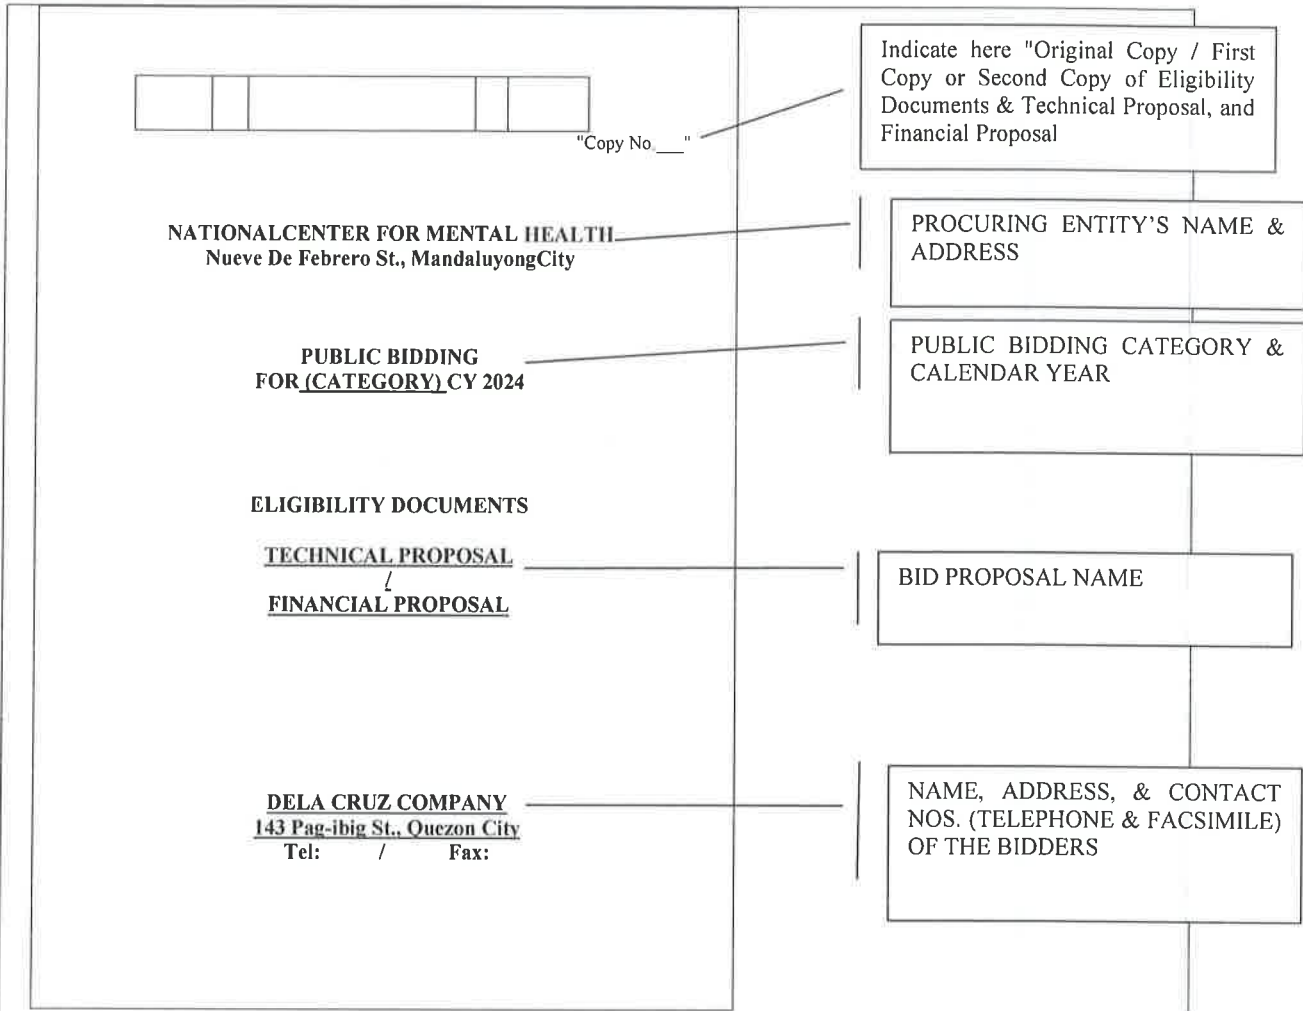 Indicate here "Original Copy / First
Copy or Second Copy of Eligibility
Documents & Technical Proposal, and
Financial Proposal
"Copy No.___"
NATIONALCENTER FOR MENTAL HEALTH
Nueve De Febrero St., MandaluyongCity
PROCURING ENTITY'S NAME &
ADDRESS
PUBLIC BIDDING
FOR (CATEGORY) CY 2024
PUBLIC BIDDING CATEGORY &
CALENDAR YEAR
ELIGIBILITY DOCUMENTS
TECHNICAL PROPOSAL
/
FINANCIAL PROPOSAL
BID PROPOSAL NAME
DELA CRUZ COMPANY
143 Pag-ibig St., Quezon City
Tel: / Fax:
NAME, ADDRESS, & CONTACT
NOS. (TELEPHONE & FACSIMILE)
OF THE BIDDERS